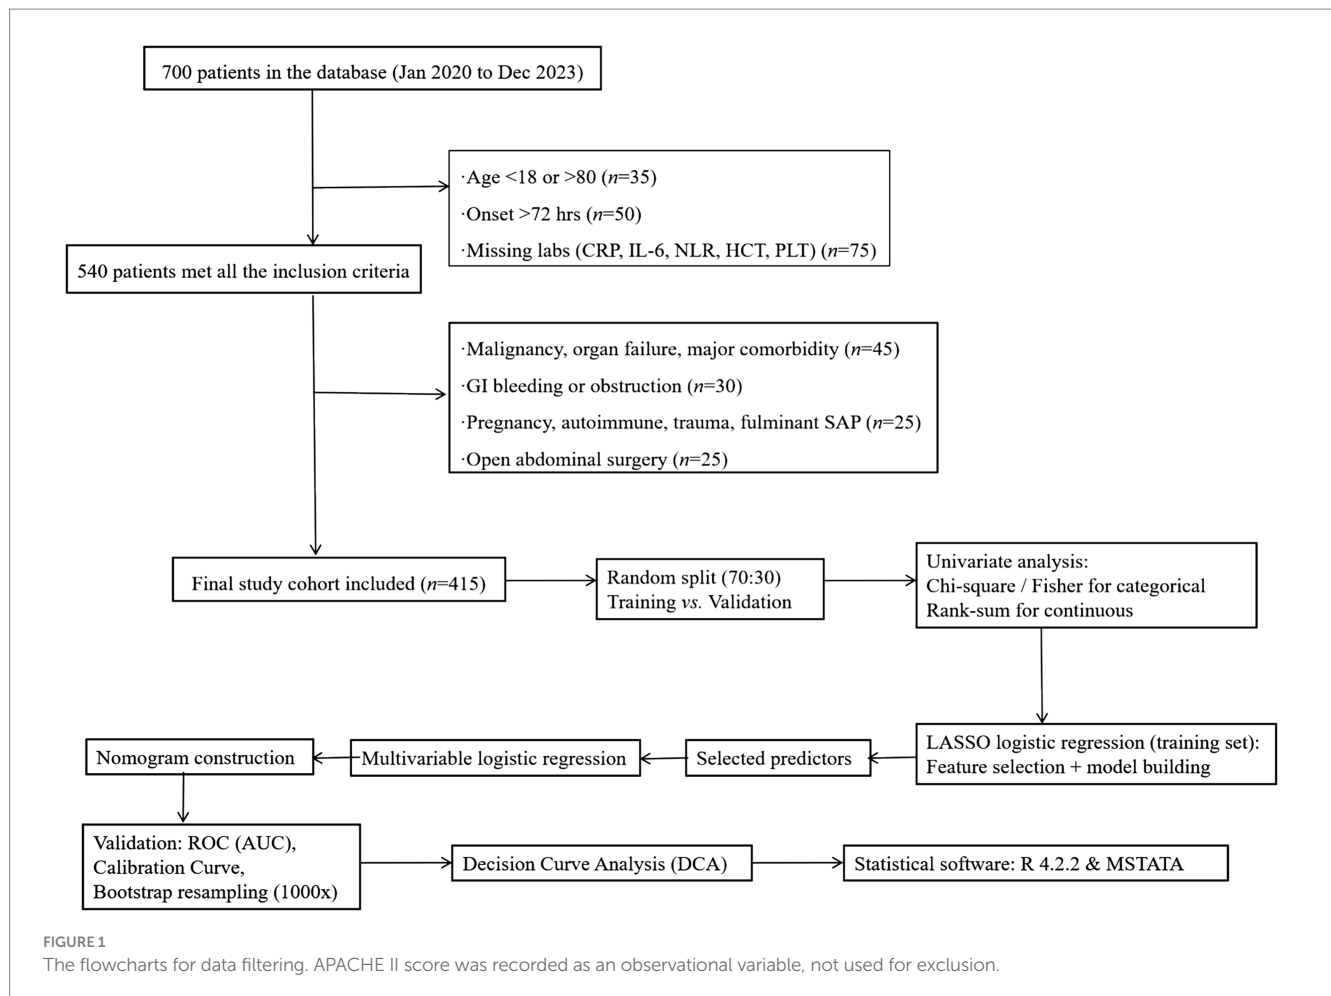 700 patients in the database (Jan 2020 to Dec 2023)
·Age <18 or >80 (n=35)
·Onset >72 hrs (n=50)
·Missing labs (CRP, IL-6, NLR, HCT, PLT) (n=75)
540 patients met all the inclusion criteria
·Malignancy, organ failure, major comorbidity (n=45)
·GI bleeding or obstruction (n=30)
·Pregnancy, autoimmune, trauma, fulminant SAP (n=25)
·Open abdominal surgery (n=25)
Final study cohort included (n=415)
Random split (70:30)
Training vs. Validation
Univariate analysis:
Chi-square / Fisher for categorical
Rank-sum for continuous
LASSO logistic regression (training set):
Feature selection + model building
Selected predictors
Multivariable logistic regression
Nomogram construction
Validation: ROC (AUC),
Calibration Curve,
Bootstrap resampling (1000x)
Decision Curve Analysis (DCA)
Statistical software: R 4.2.2 & MSTATA
FIGURE 1
The flowcharts for data filtering. APACHE II score was recorded as an observational variable, not used for exclusion.